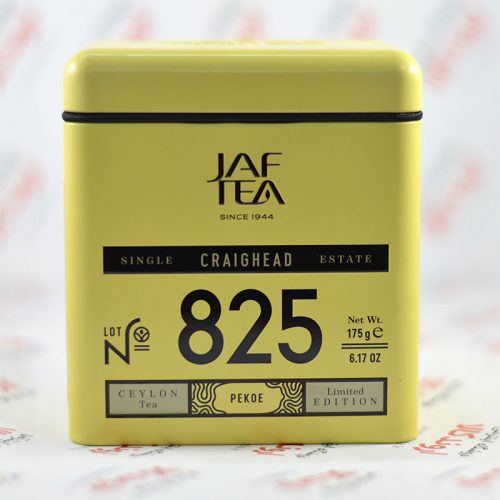 JAF
TEA
SINCE 1944
SINGLE CRAIGHEAD ESTATE
LOT
Nº
825
Net Wt.
175g e
6.17 OZ
CEYLON
Tea
PEKOE
Limited
EDITION